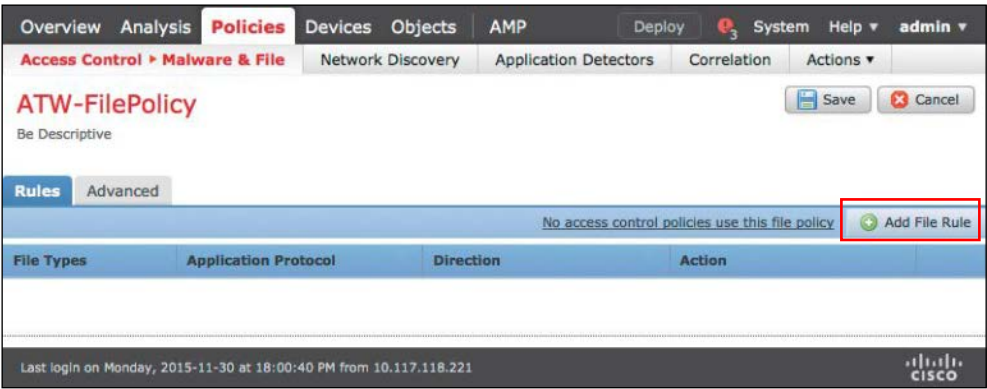 Overview Analysis Policies Devices Objects AMP Deploy 3 System Help admin
Access Control Malware & File Network Discovery Application Detectors Correlation Actions
ATW-FilePolicy Save Cancel
Be Descriptive
Rules Advanced
No access control policies use this file policy Add File Rule
File Types Application Protocol Direction Action
Last login on Monday, 2015-11-30 at 18:00:40 PM from 10.117.118.221
CISCO